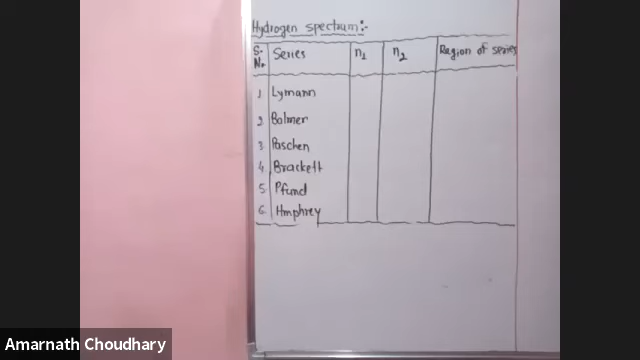 Hydrogen spectrum:-
S. No. Series n1 n2 Region of series
1 Lymann
2 Balmer
3 Paschen
4 Brackett
5 Pfund
6 Hmphrey
Amarnath Choudhary